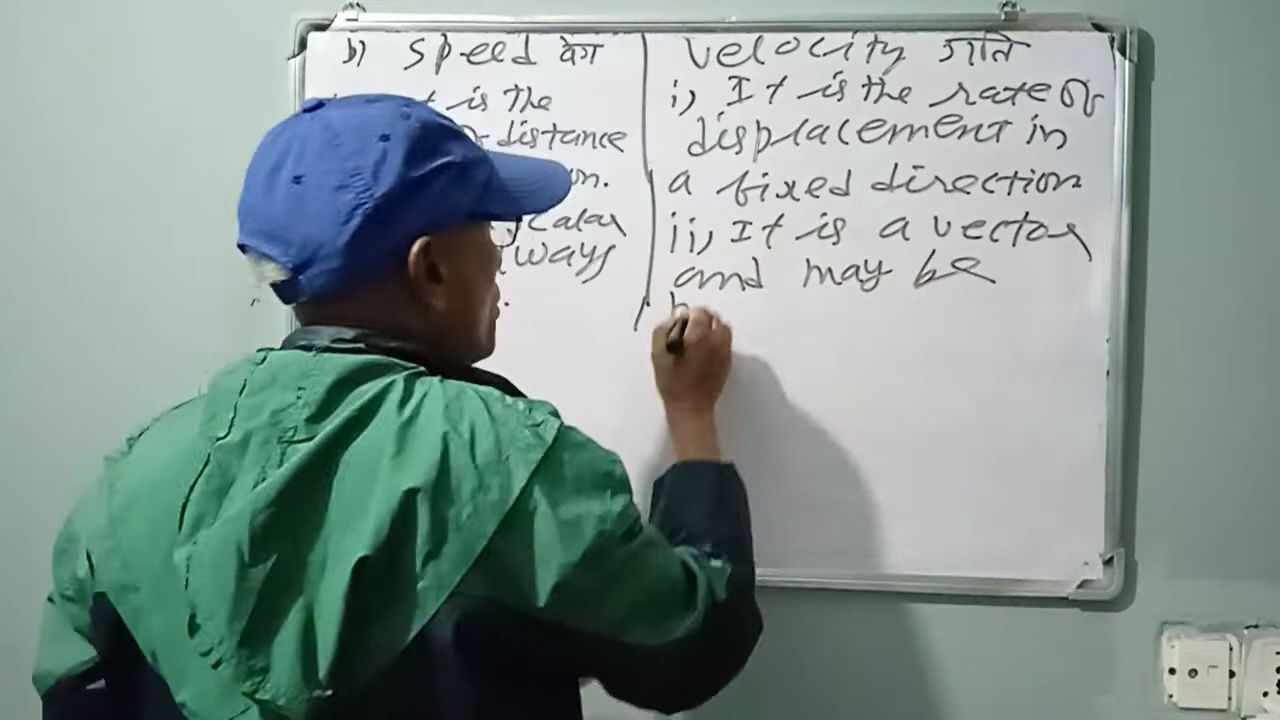 b) speed वेग
is the
distance
ways
velocity गति
i, It is the rate of
displacement in
a fixed direction
ii, It is a vector
and may be